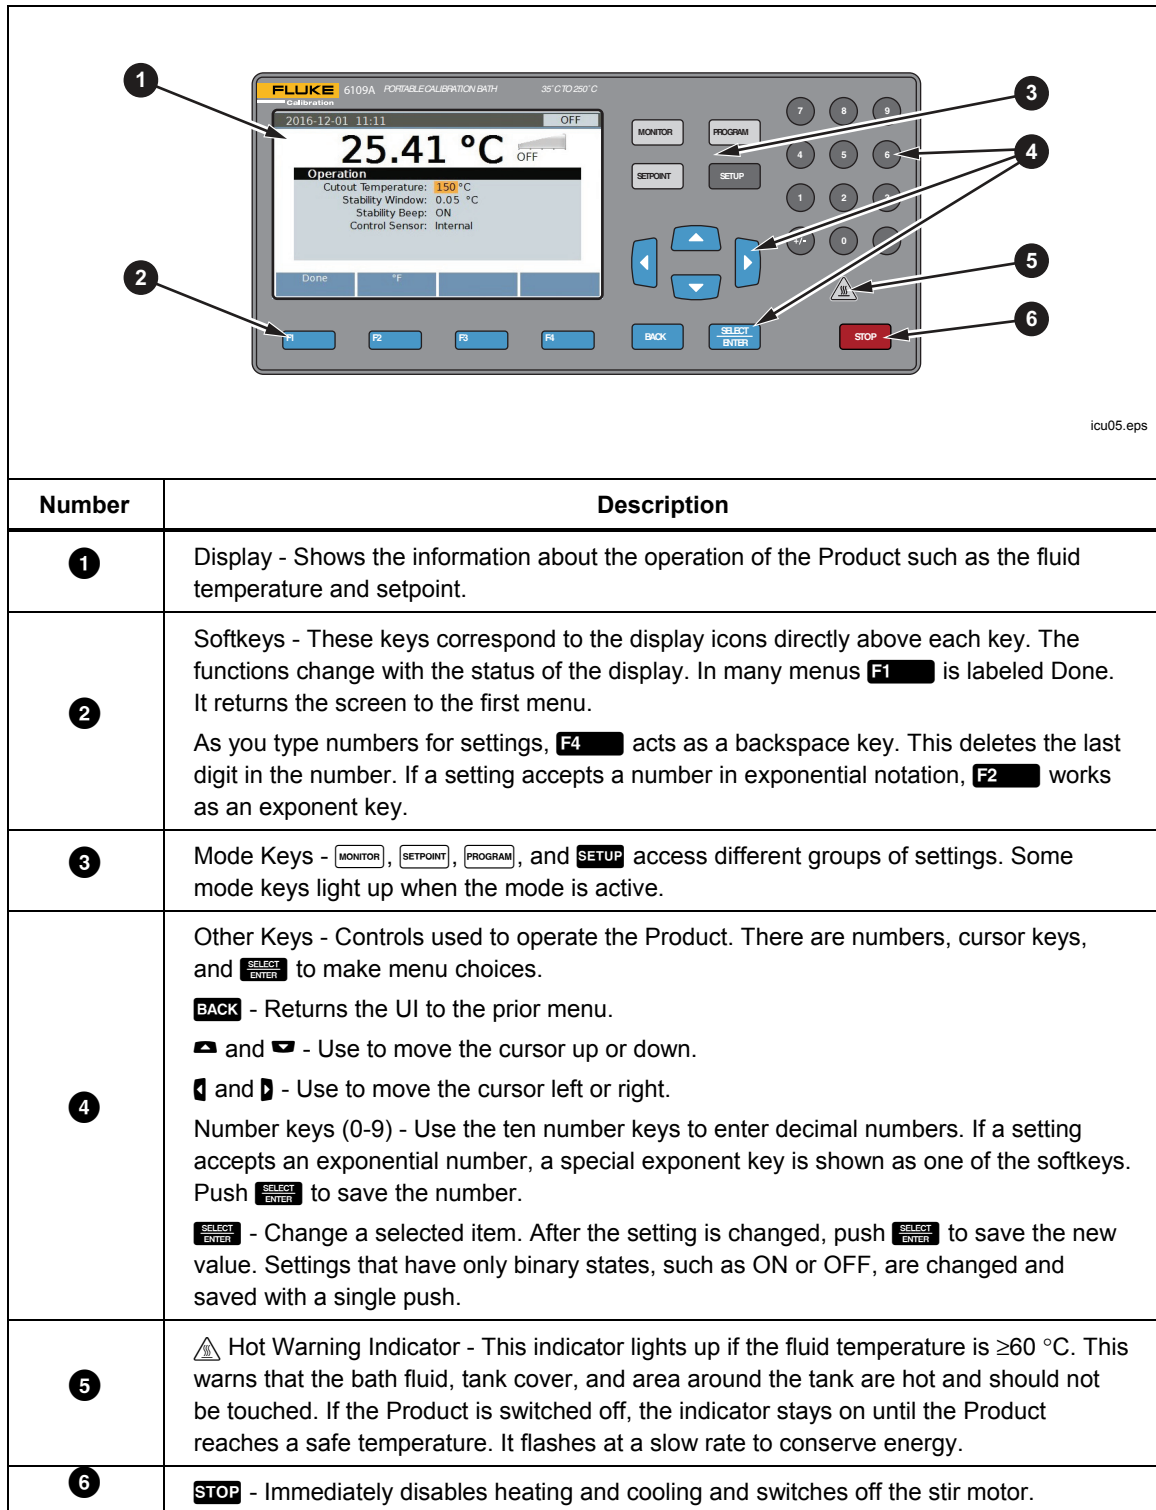 1
2
3
4
5
6
FLUKE 6109A PORTABLE CALIBRATION BATH 35°C TO 250°C
Calibration
2016-12-01 11:11 OFF
25.41 °C OFF
Operation
Cutout Temperature: 150 °C
Stability Window: 0.05 °C
Stability Beep: ON
Control Sensor: Internal
Done °F
F1 F2 F3 F4
MONITOR PROGRAM
SETPOINT SETUP
BACK SELECT ENTER
7 8 9
4 5 6
1 2 3
+/- 0
STOP
icu05.eps
Number Description
1 Display - Shows the information about the operation of the Product such as the fluid
temperature and setpoint.
2 Softkeys - These keys correspond to the display icons directly above each key. The
functions change with the status of the display. In many menus F1 is labeled Done.
It returns the screen to the first menu.
As you type numbers for settings, F4 acts as a backspace key. This deletes the last
digit in the number. If a setting accepts a number in exponential notation, F2 works
as an exponent key.
3 Mode Keys - MONITOR, SETPOINT, PROGRAM, and SETUP access different groups of settings. Some
mode keys light up when the mode is active.
4 Other Keys - Controls used to operate the Product. There are numbers, cursor keys,
and SELECT ENTER to make menu choices.
BACK - Returns the UI to the prior menu.
and - Use to move the cursor up or down.
and - Use to move the cursor left or right.
Number keys (0-9) - Use the ten number keys to enter decimal numbers. If a setting
accepts an exponential number, a special exponent key is shown as one of the softkeys.
Push SELECT ENTER to save the number.
SELECT ENTER - Change a selected item. After the setting is changed, push SELECT ENTER to save the new
value. Settings that have only binary states, such as ON or OFF, are changed and
saved with a single push.
5 Hot Warning Indicator - This indicator lights up if the fluid temperature is ≥60 °C. This
warns that the bath fluid, tank cover, and area around the tank are hot and should not
be touched. If the Product is switched off, the indicator stays on until the Product
reaches a safe temperature. It flashes at a slow rate to conserve energy.
6 STOP - Immediately disables heating and cooling and switches off the stir motor.